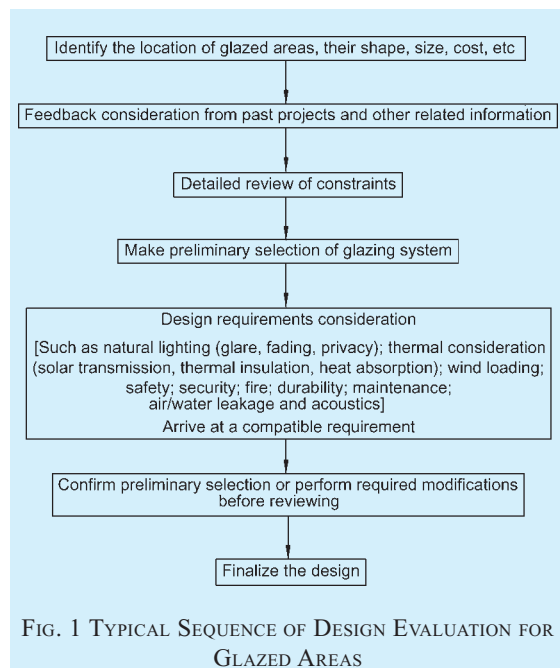 Identify the location of glazed areas, their shape, size, cost, etc
Feedback consideration from past projects and other related information
Detailed review of constraints
Make preliminary selection of glazing system
Design requirements consideration
[Such as natural lighting (glare, fading, privacy); thermal consideration
(solar transmission, thermal insulation, heat absorption); wind loading;
safety; security; fire; durability; maintenance;
air/water leakage and acoustics]
Arrive at a compatible requirement
Confirm preliminary selection or perform required modifications
before reviewing
Finalize the design
FIG. 1 TYPICAL SEQUENCE OF DESIGN EVALUATION FOR
GLAZED AREAS